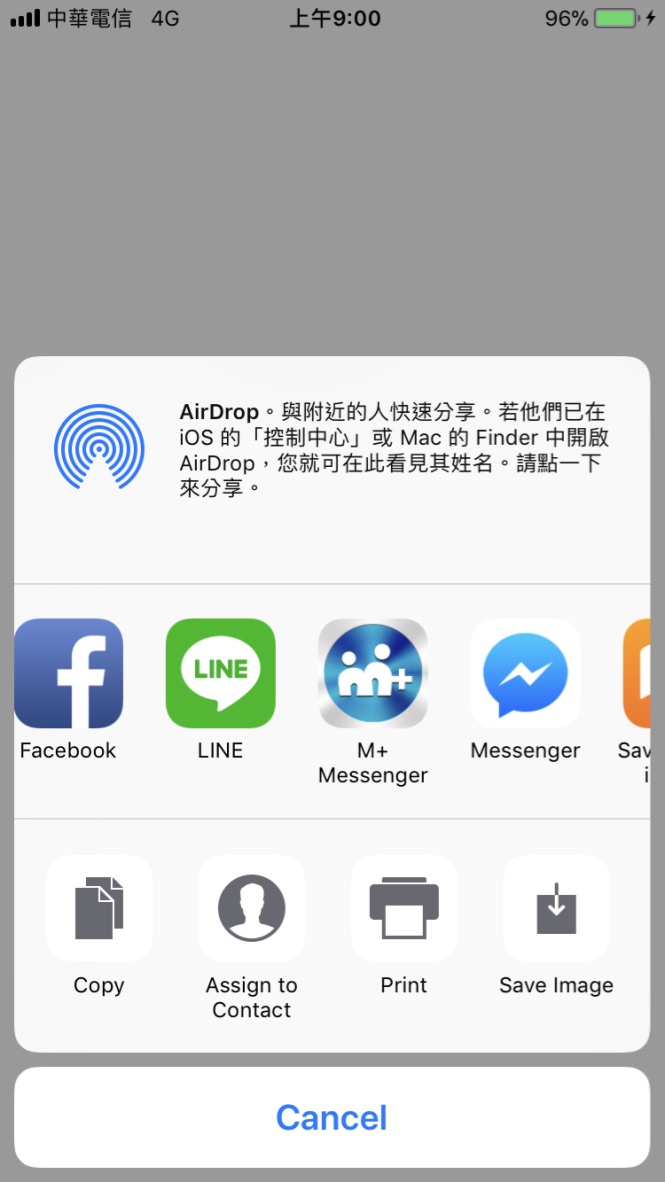 中華電信 4G 上午9:00 96%
AirDrop。與附近的人快速分享。若他們已在
iOS 的「控制中心」或 Mac 的 Finder 中開啟
AirDrop，您就可在此看見其姓名。請點一下
來分享。
LINE
m+
Facebook
LINE
M+
Messenger
Messenger
Sav
i
Copy
Assign to
Contact
Print
Save Image
Cancel